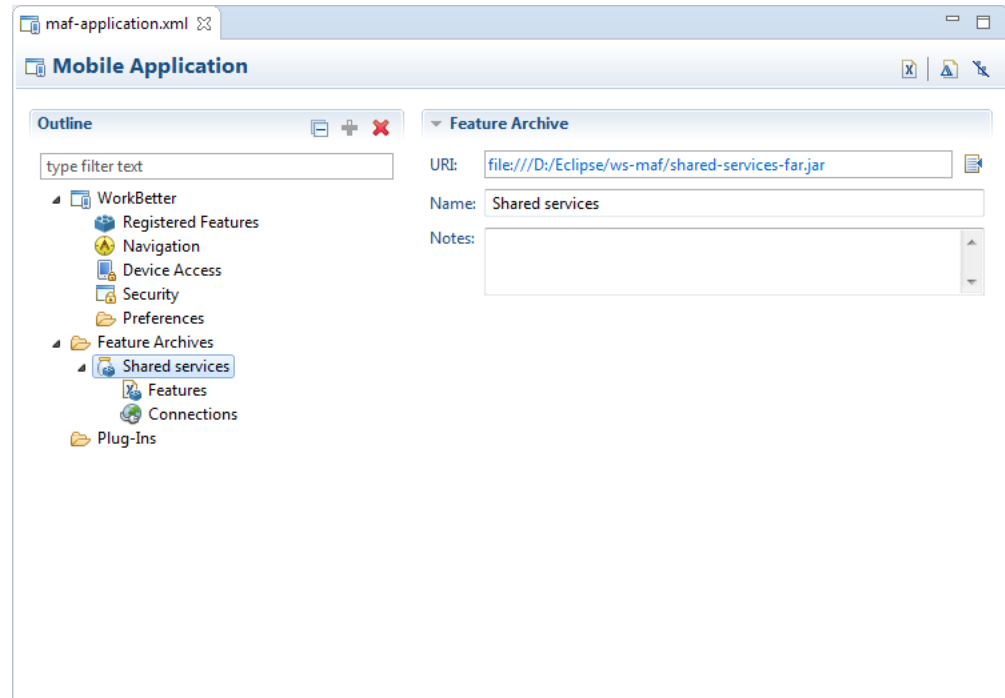 maf-application.xml
Mobile Application
Outline
type filter text
WorkBetter
Registered Features
Navigation
Device Access
Security
Preferences
Feature Archives
Shared services
Features
Connections
Plug-Ins
Feature Archive
URI: file:///D:/Eclipse/ws-maf/shared-services-far.jar
Name: Shared services
Notes: